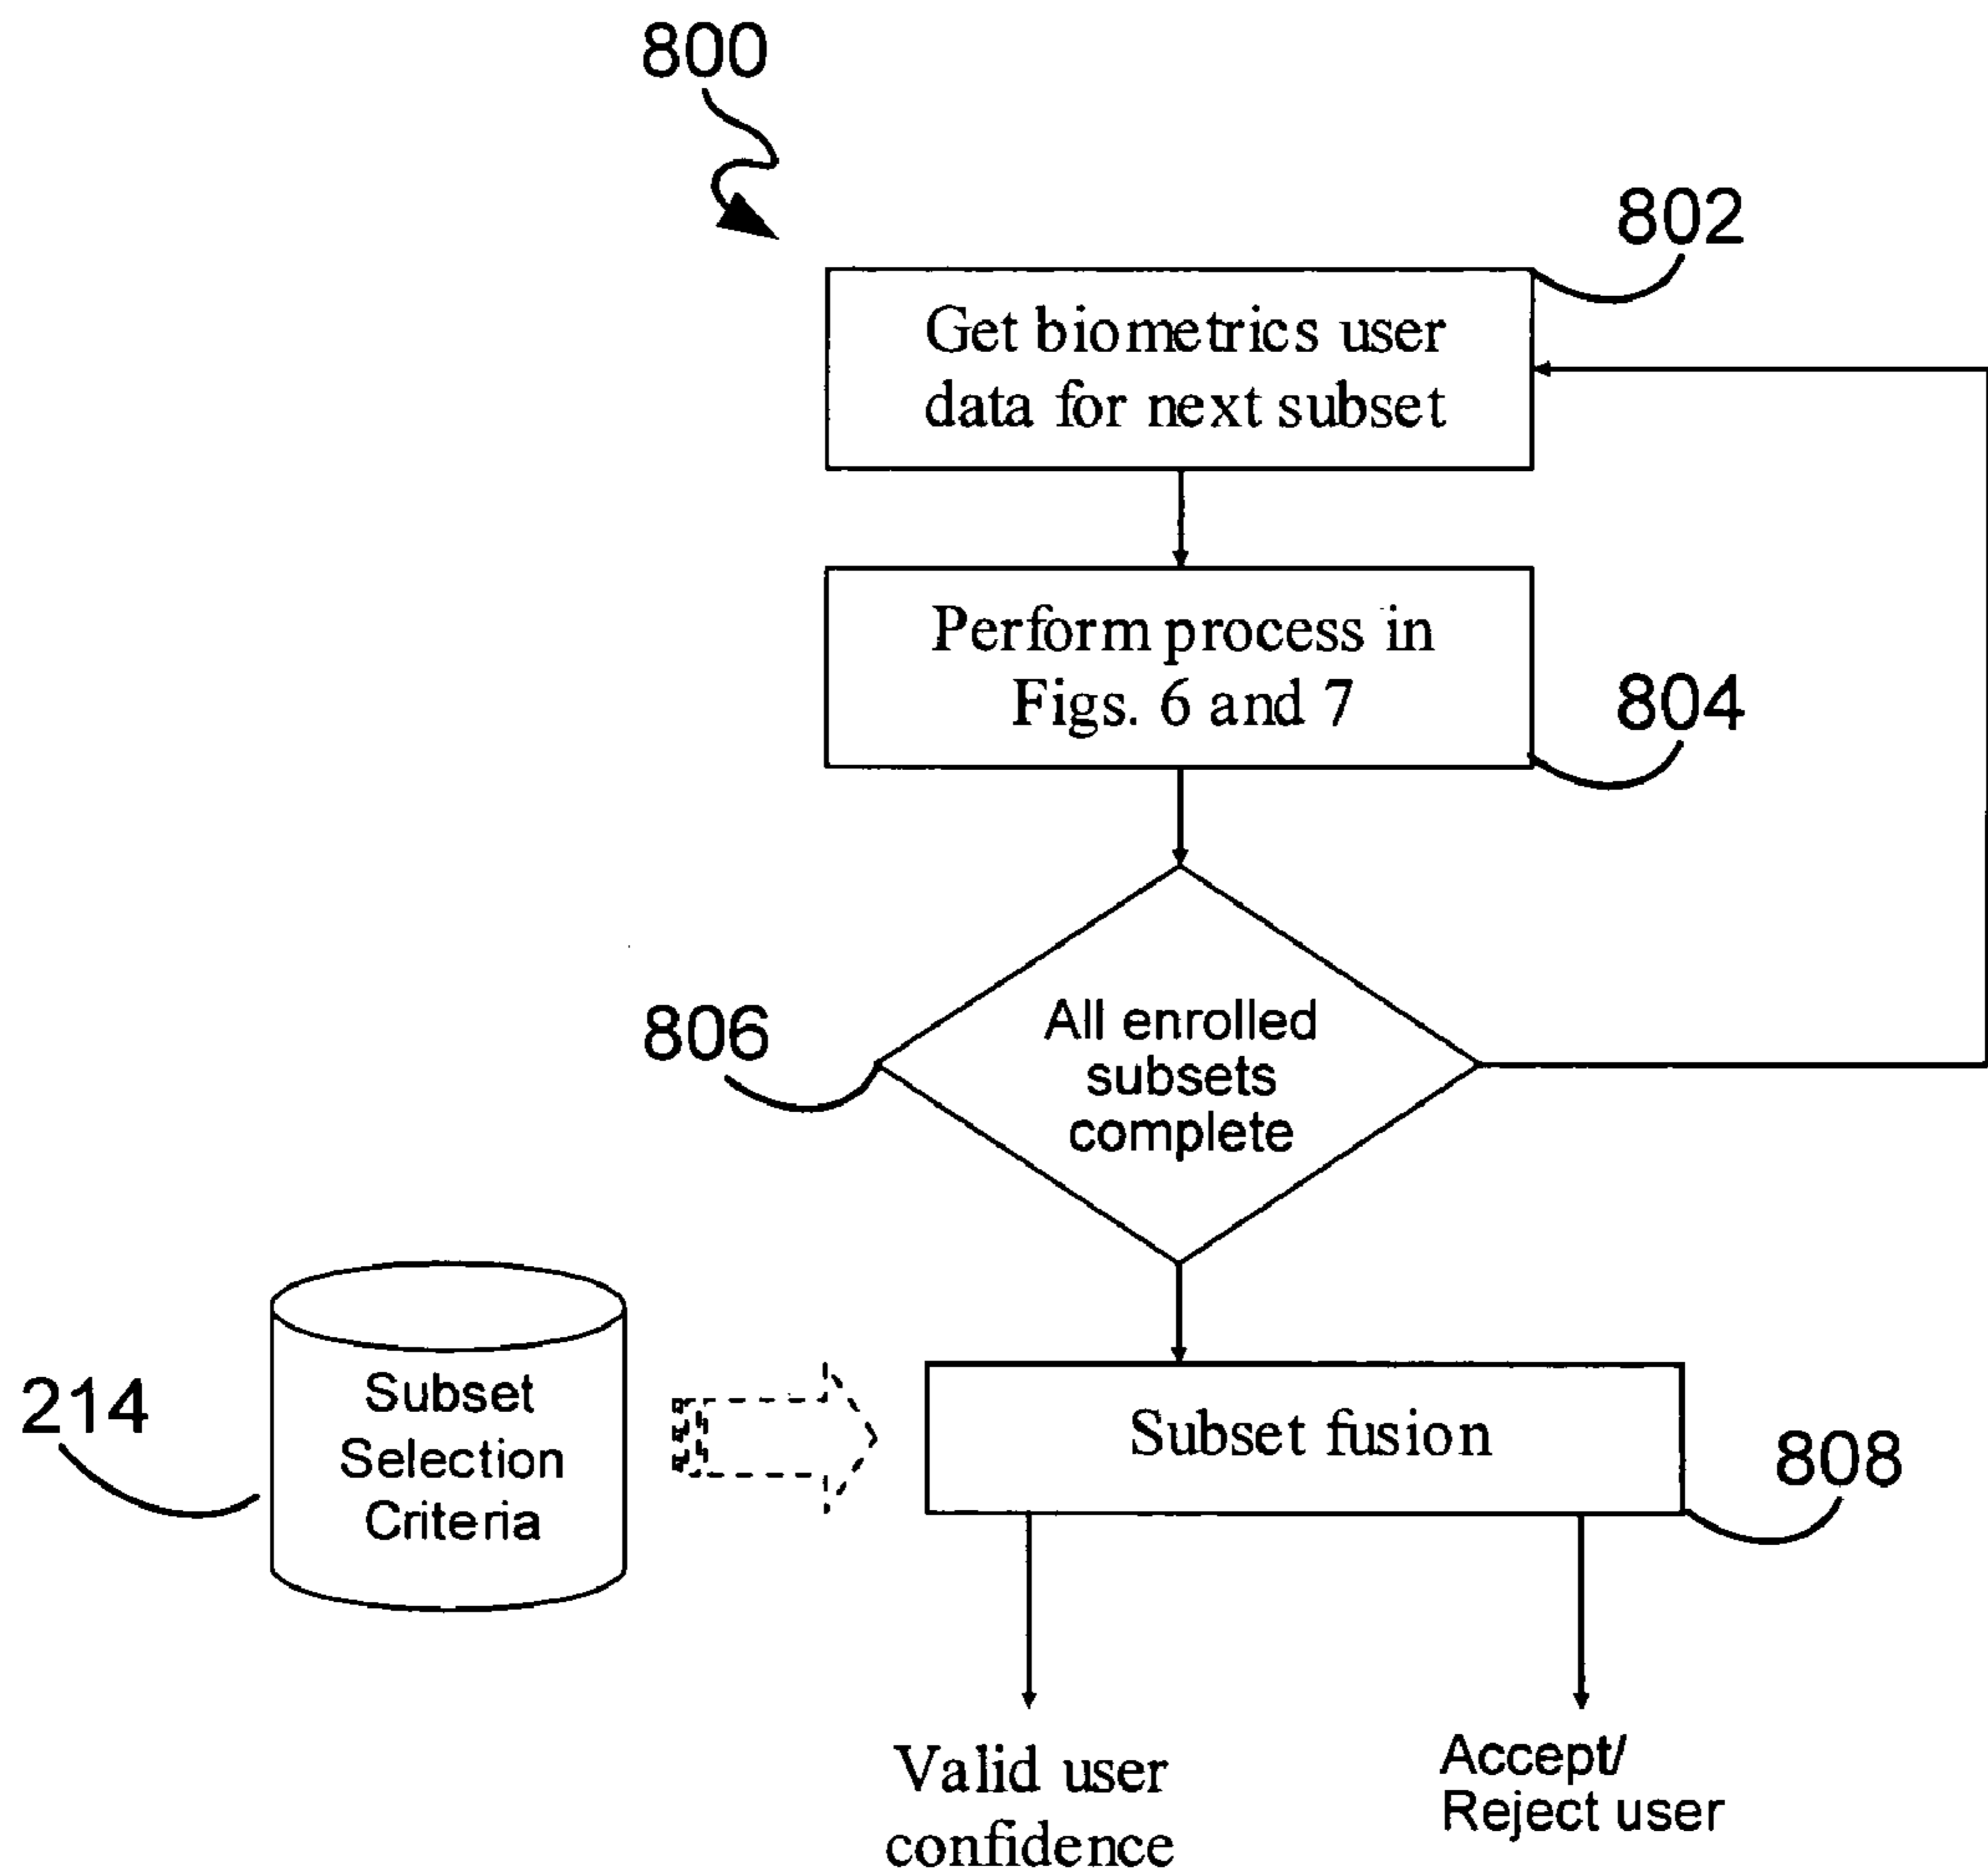 800
802
Get biometrics user
data for next subset
Perform process in
Figs. 6 and 7
804
806
All enrolled
subsets
complete
214
Subset
Selection
Criteria
Subset fusion
808
Valid user
confidence
Accept/
Reject user